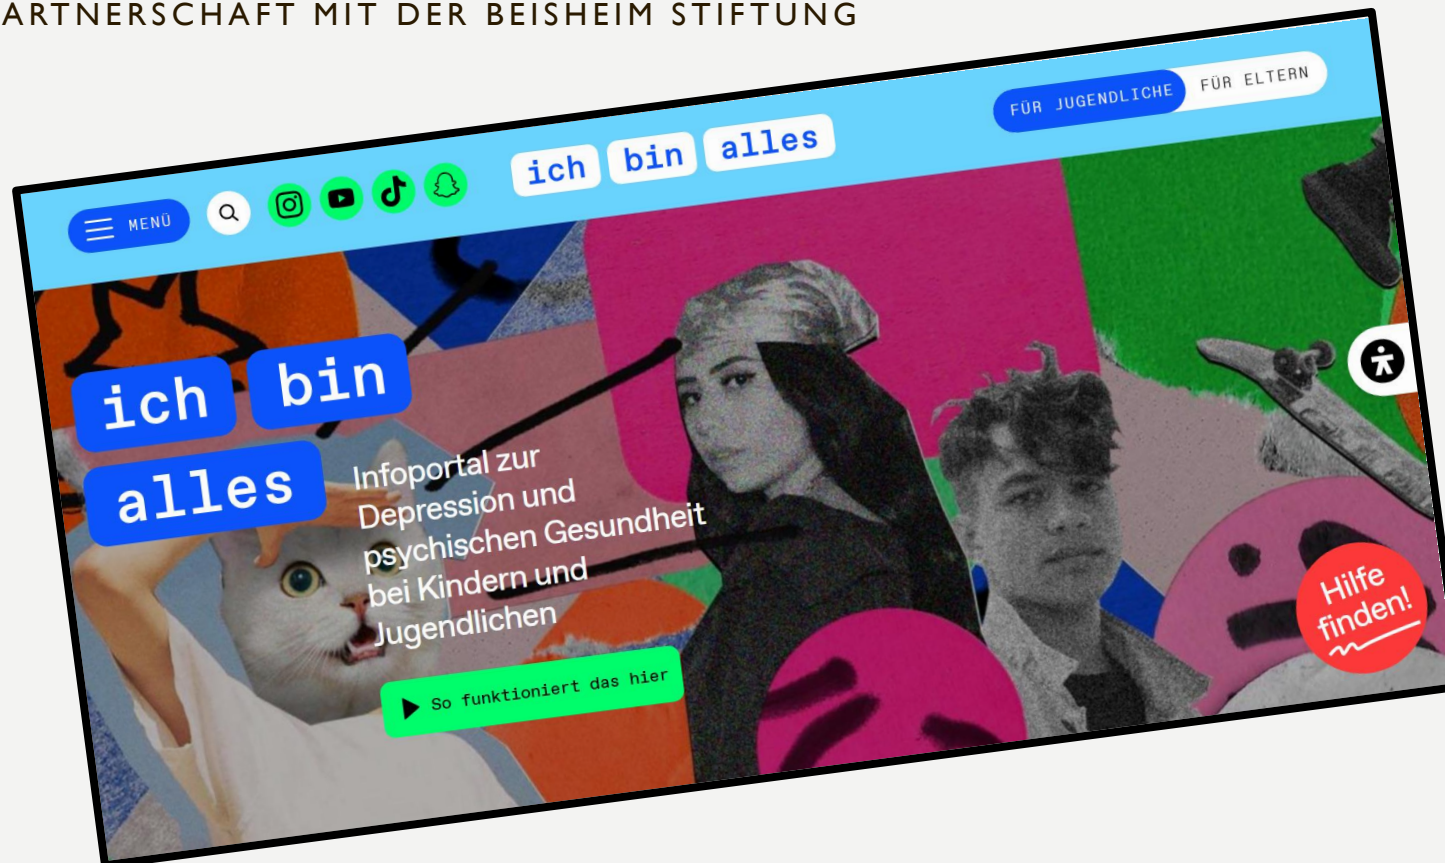 ARTNERSCHAFT MIT DER BEISHEIM STIFTUNG
MENÜ
ich bin alles
FÜR JUGENDLICHE
FÜR ELTERN
ich bin
alles
Infoportal zur
Depression und
psychischen Gesundheit
bei Kindern und
Jugendlichen
So funktioniert das hier
Hilfe
finden!